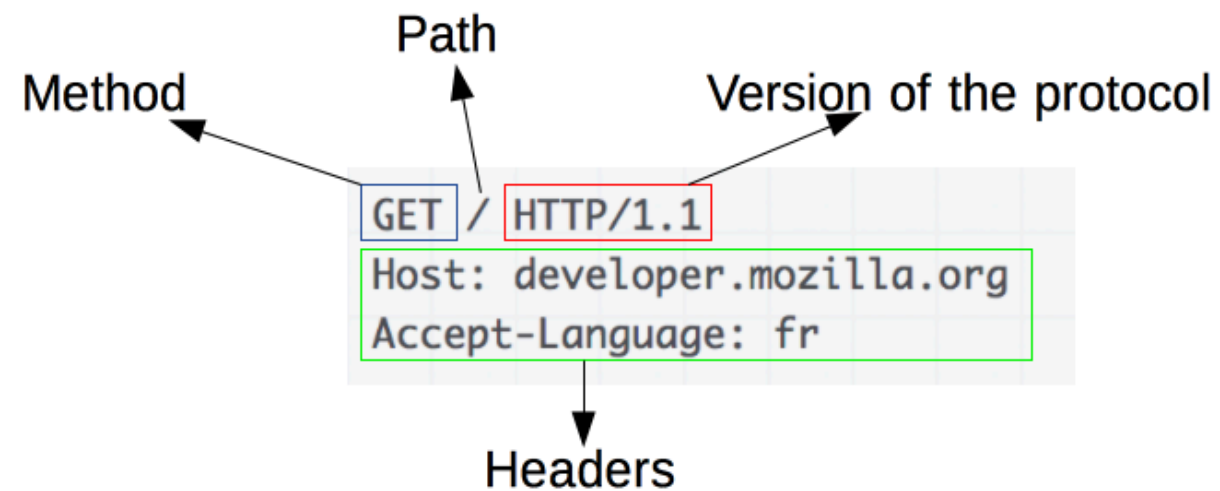 Path
Method
Version of the protocol
GET / HTTP/1.1
Host: developer.mozilla.org
Accept-Language: fr
Headers